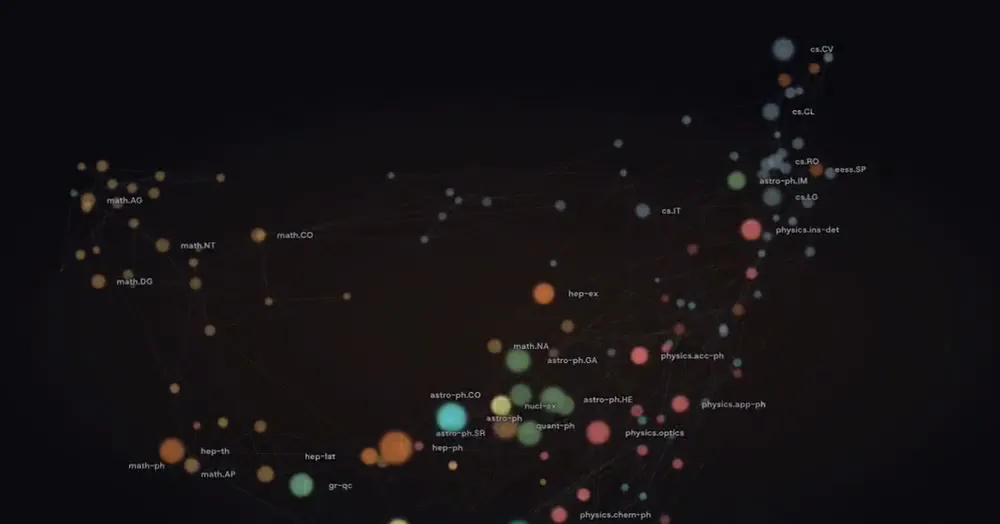 cs.CV
cs.CL
cs.RO
eess.SP
astro-ph.IM
cs.LG
math.AG
cs.IT
physics.ins-det
math.CO
math.NT
math.DG
hep-ex
math.NA
astro-ph.GA
physics.acc-ph
astro-ph.CO
astro-ph.HE
nucl-ex
physics.app-ph
astro-ph
quant-ph
astro-ph.SR
physics.optics
hep-ph
hep-th
hep-lat
math-ph
math.AP
gr-qc
physics.chem-ph